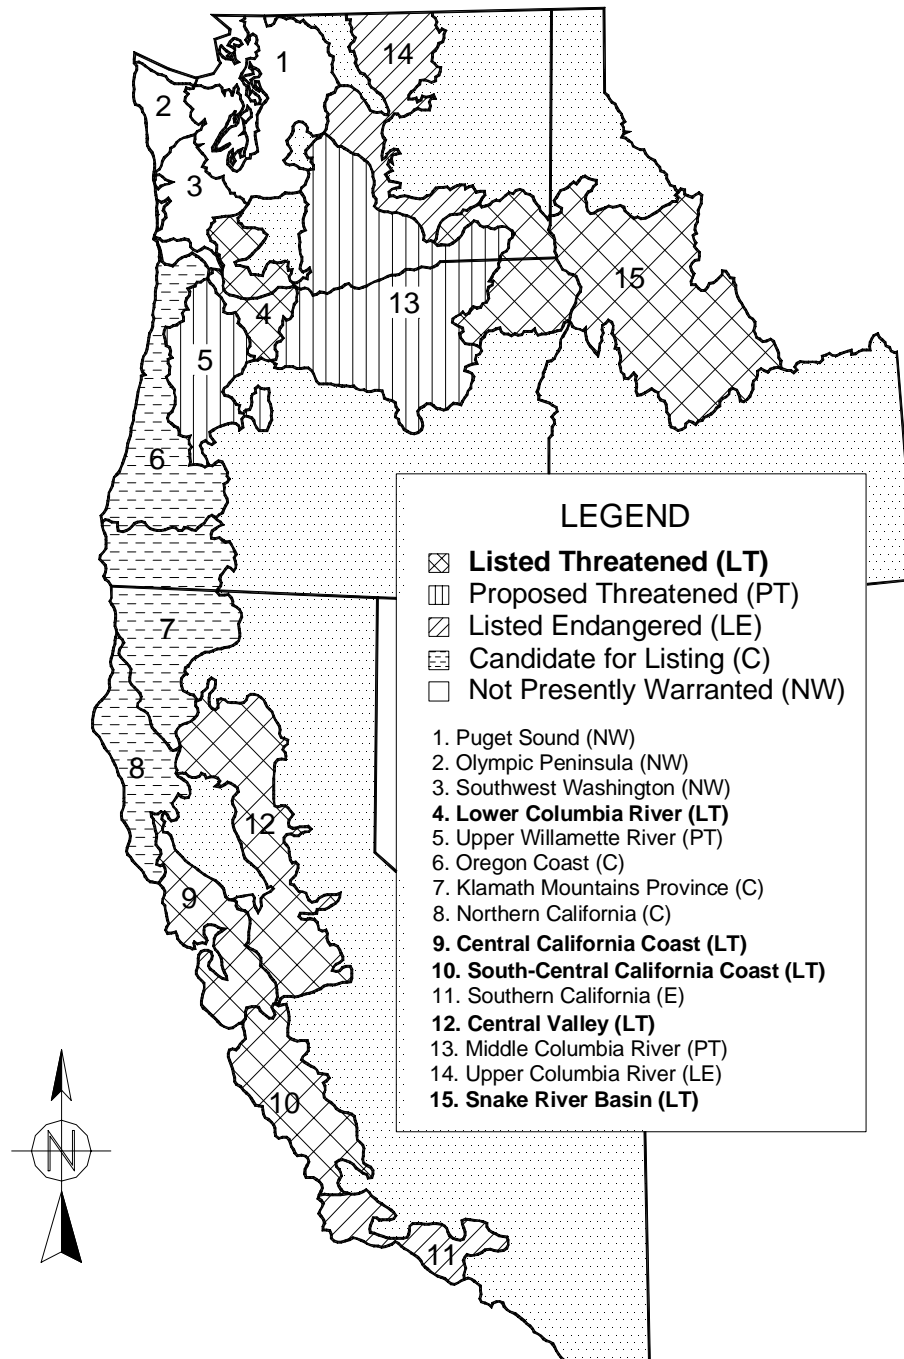 1
14
2
3
15
13
4
5
6
LEGEND
Listed Threatened (LT)
Proposed Threatened (PT)
Listed Endangered (LE)
Candidate for Listing (C)
Not Presently Warranted (NW)
7
1. Puget Sound (NW)
2. Olympic Peninsula (NW)
8
3. Southwest Washington (NW)
4. Lower Columbia River (LT)
12
5. Upper Willamette River (PT)
6. Oregon Coast (C)
7. Klamath Mountains Province (C)
9
8. Northern California (C)
9. Central California Coast (LT)
10. South-Central California Coast (LT)
11. Southern California (E)
12. Central Valley (LT)
13. Middle Columbia River (PT)
14. Upper Columbia River (LE)
15. Snake River Basin (LT)
10
N
11